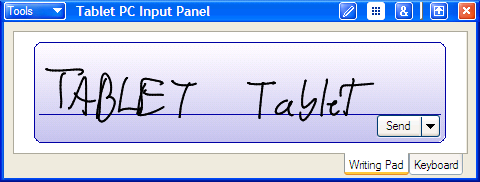 Tools Tablet PC Input Panel &
TABLET Tablet
Send
Writing Pad Keyboard